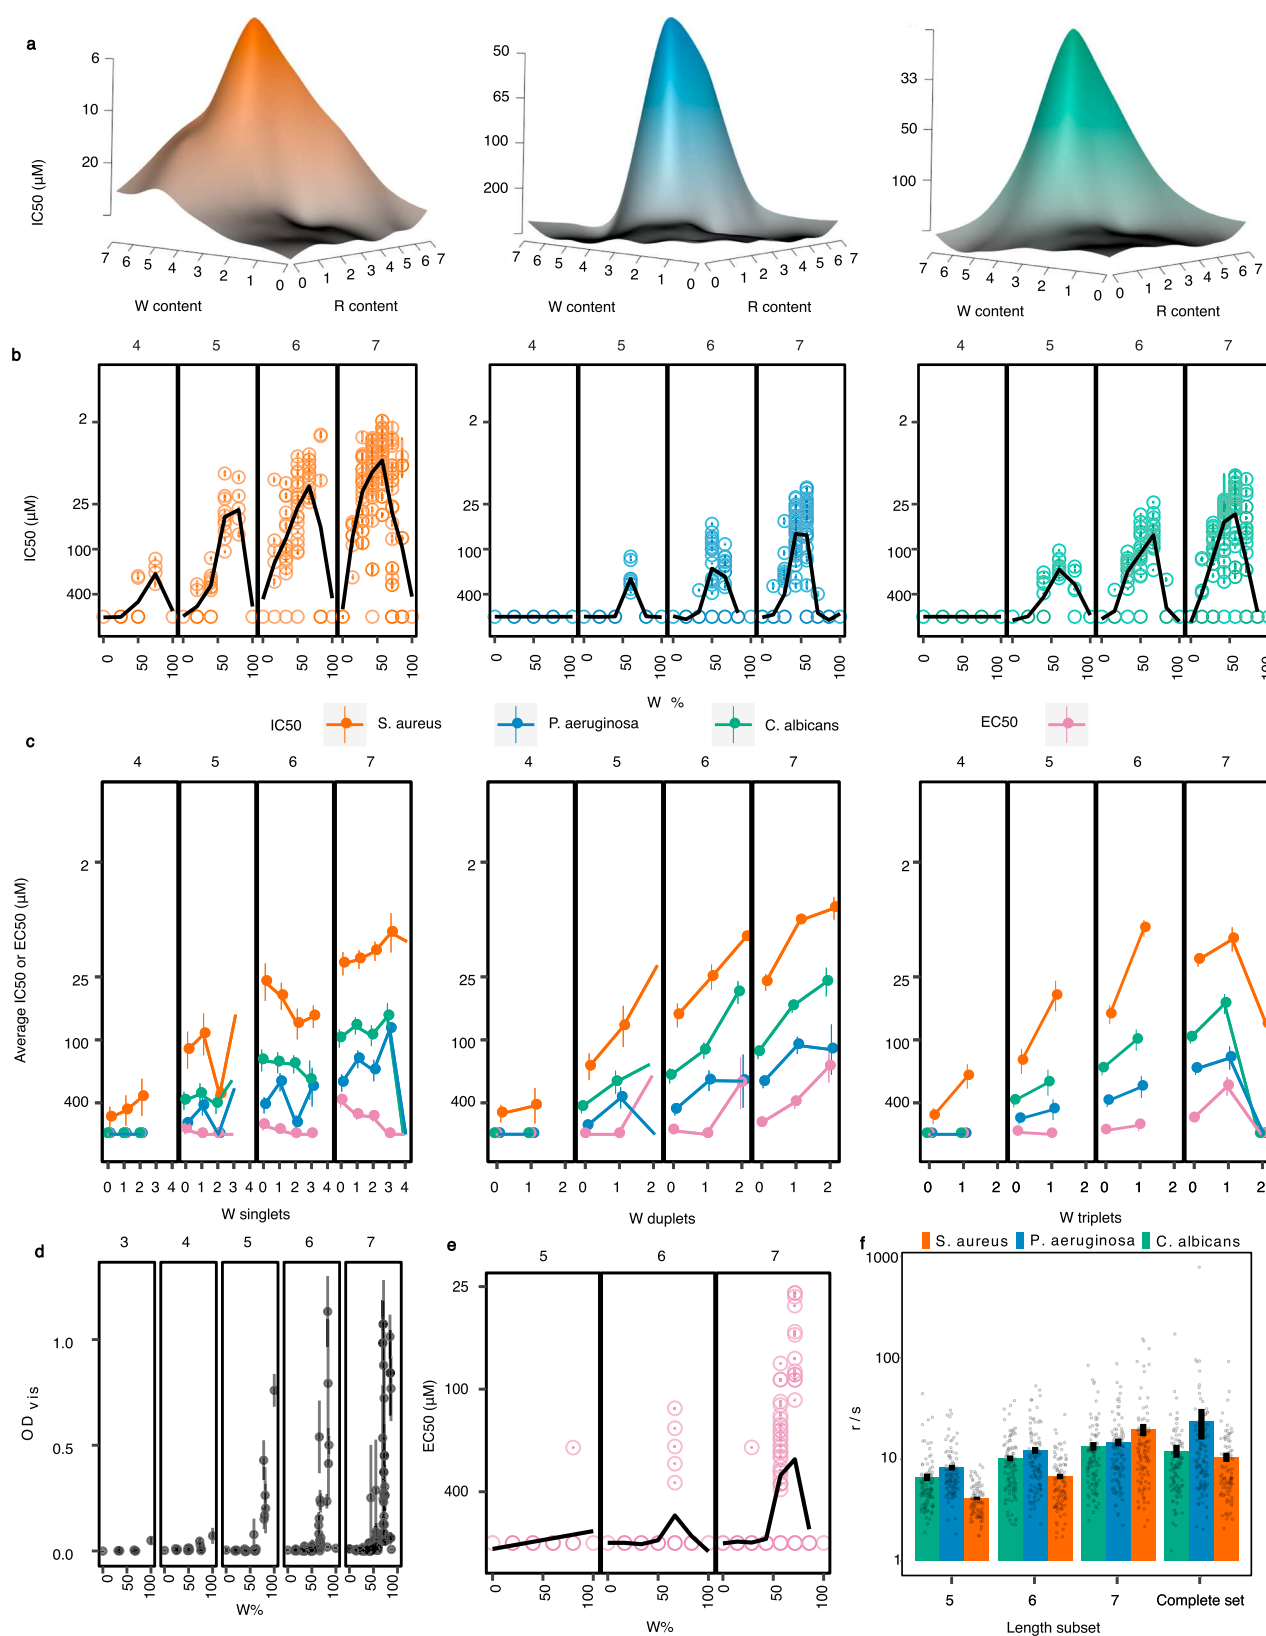 a
IC50 (µM)
6
10
20
7 6 5 4 3 2 1 0
0 1 2 3 4 5 6 7
W content
R content
50
65
100
200
7 6 5 4 3 2 1 0
0 1 2 3 4 5 6 7
W content
R content
33
50
100
7 6 5 4 3 2 1 0
0 1 2 3 4 5 6 7
W content
R content
b
4 5 6 7
4 5 6 7
4 5 6 7
IC50 (µM)
2
25
100
400
2
25
100
400
2
25
100
400
0 50 100 0 50 100 0 50 100 0 50 100
0 50 100 0 50 100 0 50 100 0 50 100
0 50 100 0 50 100 0 50 100 0 50 100
W %
IC50 S. aureus P. aeruginosa C. albicans EC50
c
4 5 6 7
4 5 6 7
4 5 6 7
Average IC50 or EC50 (µM)
2
25
100
400
2
25
100
400
2
25
100
400
0 1 2 3 4 0 1 2 3 4 0 1 2 3 4 0 1 2 3 4
0 1 2 0 1 2 0 1 2 0 1 2
0 1 2 0 1 2 0 1 2 0 1 2
W singlets
W duplets
W triplets
d
3 4 5 6 7
OD vis
1.0
0.5
0.0
0 50 100 0 50 100 0 50 100 0 50 100 0 50 100
W%
e
5 6 7
EC50 (µM)
25
100
400
0 50 100 0 50 100 0 50 100
W%
f
S. aureus P. aeruginosa C. albicans
r/s
1000
100
10
1
5 6 7 Complete set
Length subset